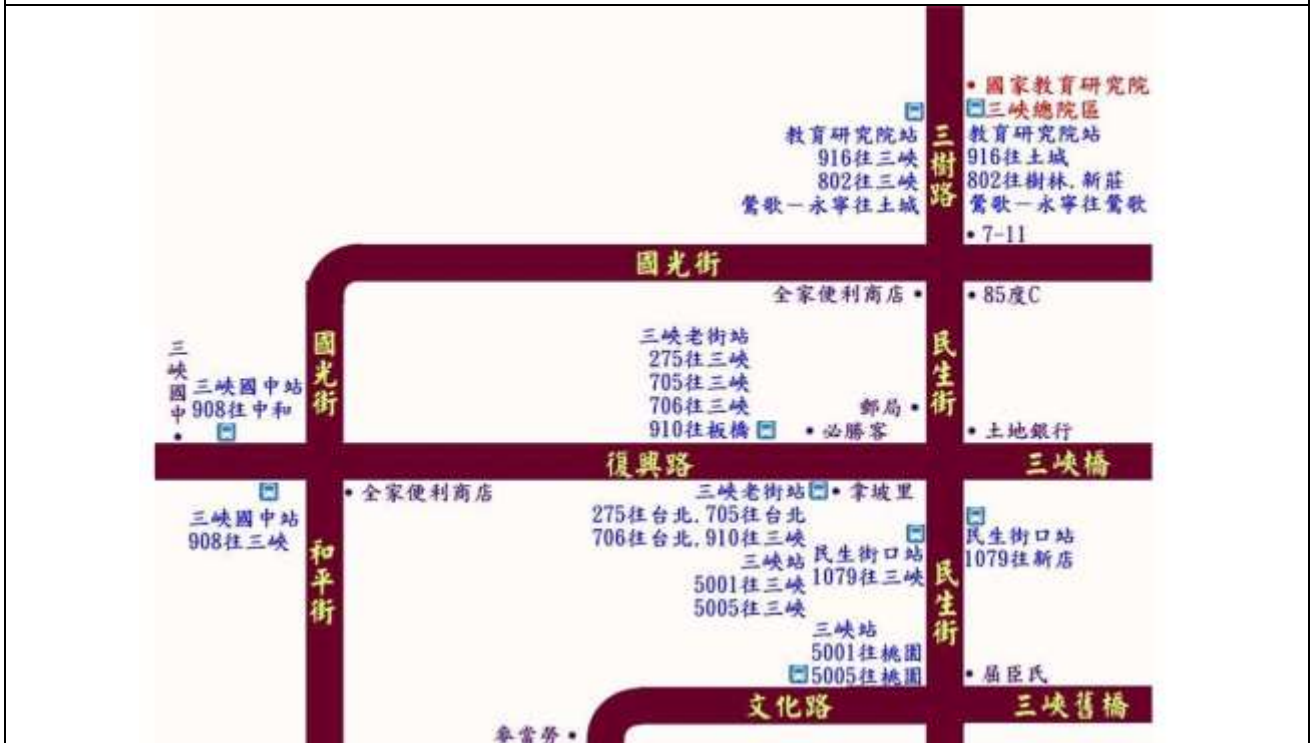 • 國家教育研究院
三峽總院區
教育研究院站
916往三峽
802往三峽
鶯歌－永寧往土城
三樹路
教育研究院站
916往土城
802往樹林, 新莊
鶯歌－永寧往鶯歌
• 7-11
國光街
全家便利商店 •
• 85度C
三峽國中 •
三峽國中站
908往中和
國光街
三峽老街站
275往三峽
705往三峽
706往三峽
910往板橋
• 必勝客
郵局 •
民生街
• 土地銀行
復興路
三峽橋
三峽國中站
908往三峽
• 全家便利商店
和平街
三峽老街站
• 拿坡里
275往台北, 705往台北
706往台北, 910往三峽
三峽站
5001往三峽
5005往三峽
民生街口站
1079往三峽
民生街口站
1079往新店
民生街
三峽站
5001往桃園
5005往桃園
• 屈臣氏
文化路
三峽舊橋
麥當勞 •